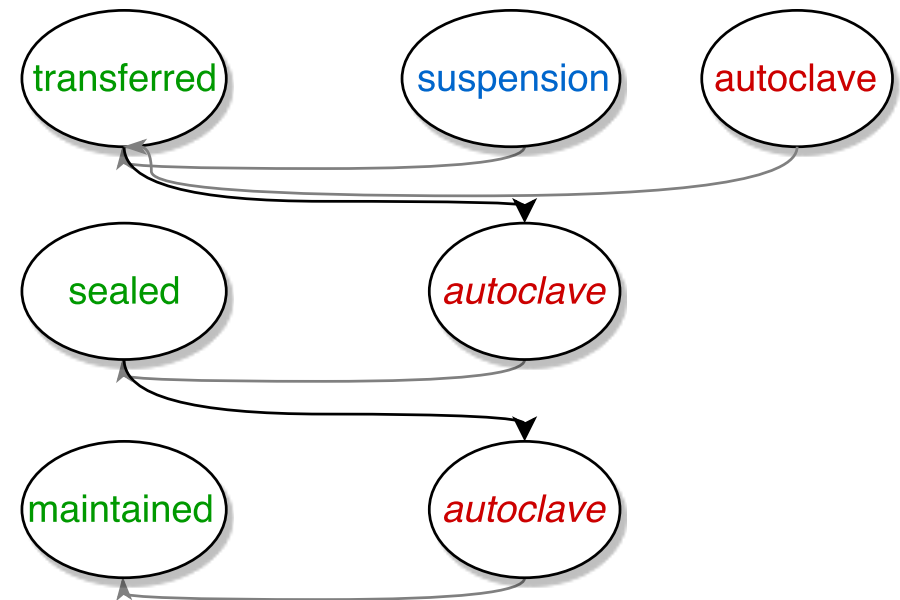 transferred suspension autoclave
sealed autoclave
maintained autoclave